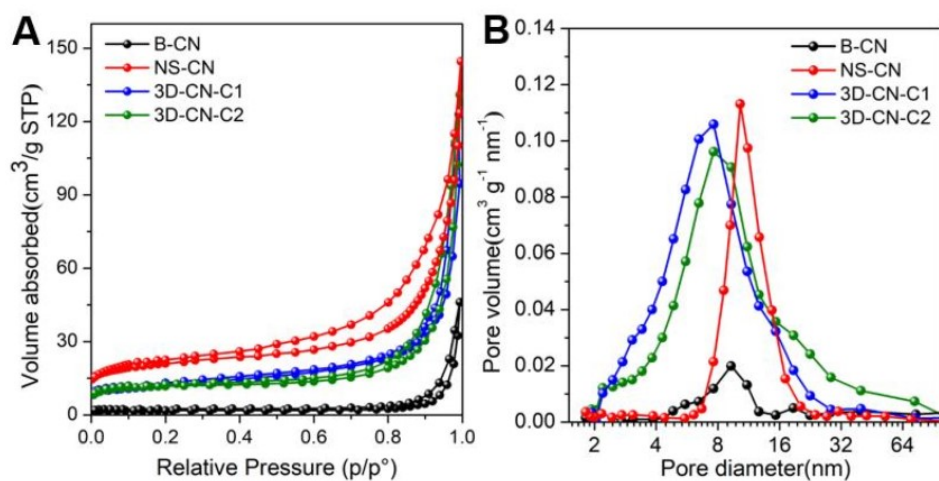 A
B-CN
NS-CN
3D-CN-C1
3D-CN-C2
Volume absorbed(cm³/g STP)
150
120
90
60
30
0
0.0 0.2 0.4 0.6 0.8 1.0
Relative Pressure (p/p°)
B
B-CN
NS-CN
3D-CN-C1
3D-CN-C2
Pore volume(cm³ g⁻¹ nm⁻¹)
0.14
0.12
0.10
0.08
0.06
0.04
0.02
0.00
2 4 8 16 32 64
Pore diameter(nm)